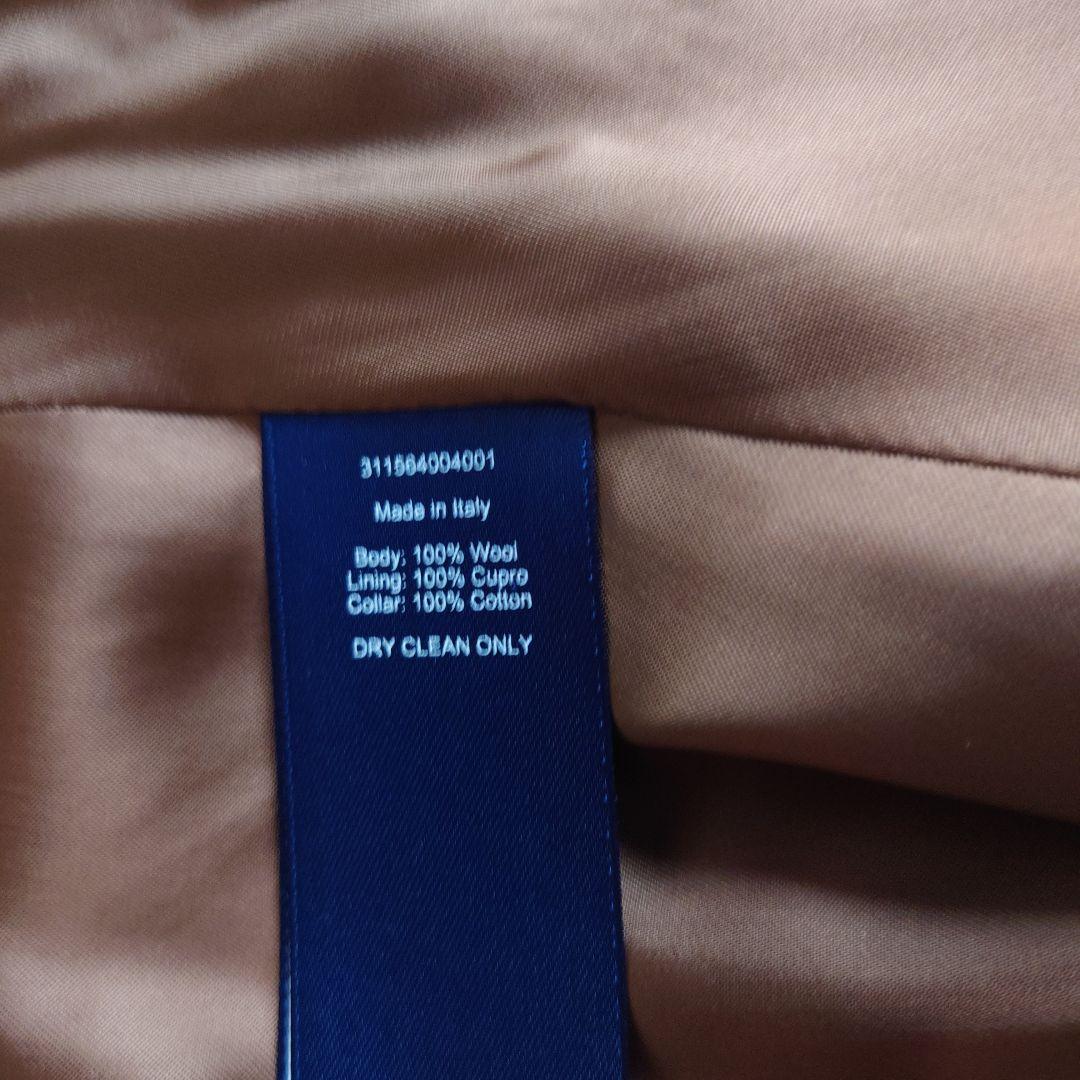 311564004001
Made in Italy
Body: 100% Wool
Lining: 100% Cupro
Collar: 100% Cotton
DRY CLEAN ONLY